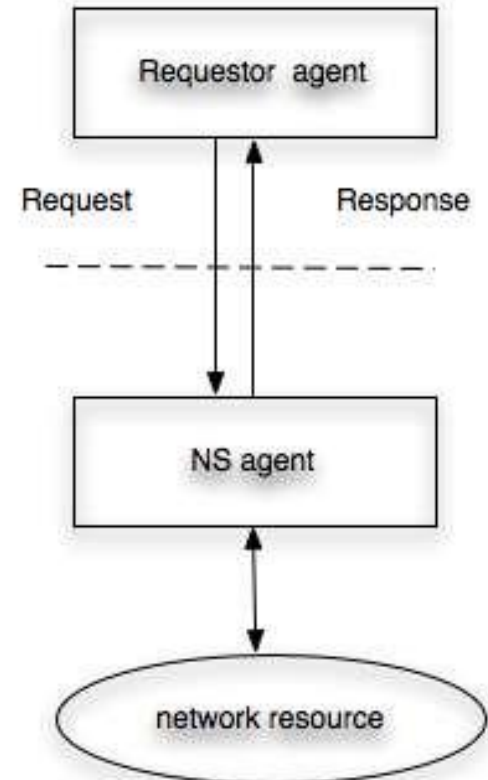 Requestor agent
Request
Response
NS agent
network resource